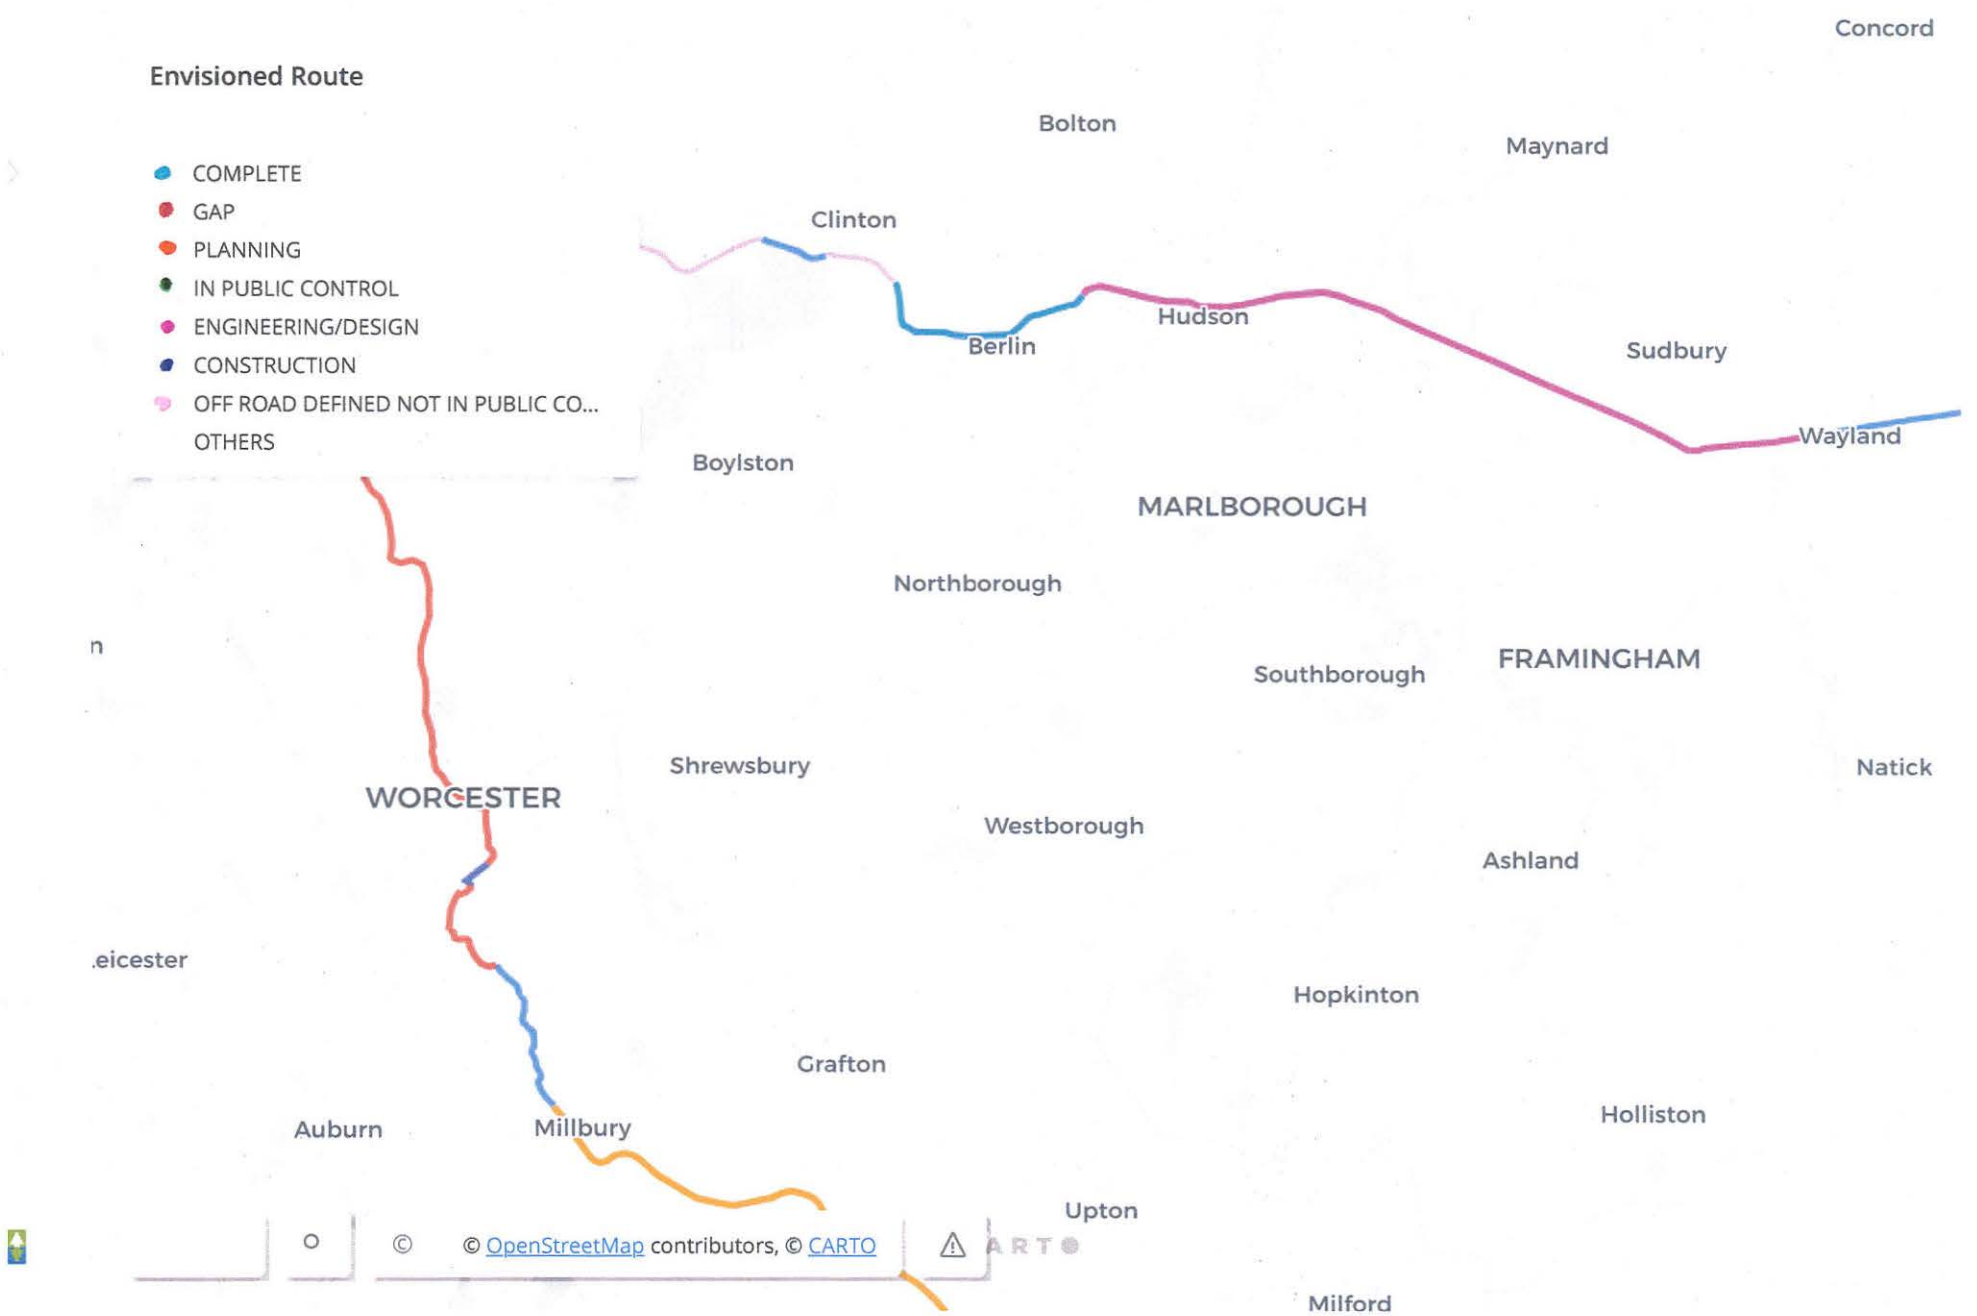 Concord
Envisioned Route
Bolton
Maynard
COMPLETE
GAP
PLANNING
IN PUBLIC CONTROL
ENGINEERING/DESIGN
CONSTRUCTION
OFF ROAD DEFINED NOT IN PUBLIC CO...
OTHERS
Clinton
Hudson
Berlin
Sudbury
Wayland
Boylston
MARLBOROUGH
Northborough
n
Southborough
FRAMINGHAM
Shrewsbury
Natick
WORCESTER
Westborough
Ashland
.eicester
Hopkinton
Grafton
Holliston
Auburn
Millbury
Upton
© © OpenStreetMap contributors, © CARTO
ART
Milford